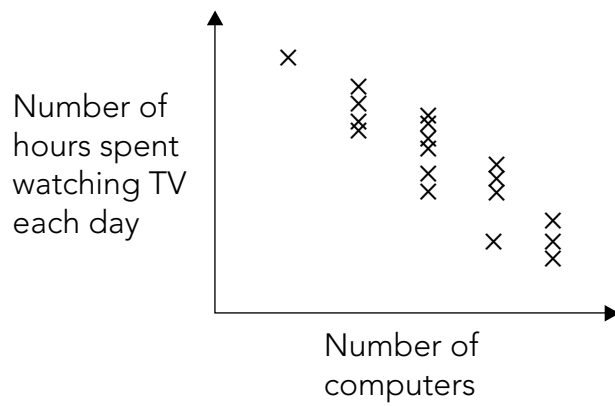 Number of
hours spent
watching TV
each day
Number of
computers